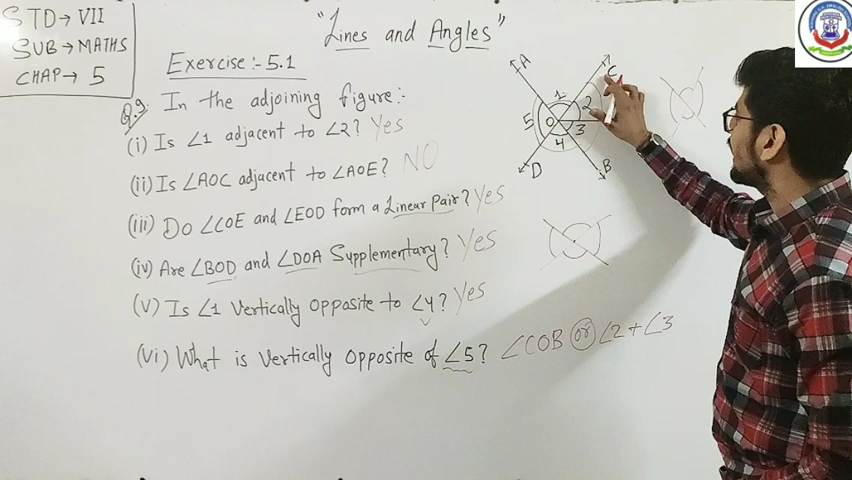 STD → VII
SUB → MATHS
CHAP → 5
"Lines and Angles"
Exercise:- 5.1
Q.9 In the adjoining figure:-
(i) Is ∠1 adjacent to ∠2? Yes
(ii) Is ∠AOC adjacent to ∠AOE? NO
(iii) Do ∠COE and ∠EOD form a Linear Pair? Yes
(iv) Are ∠BOD and ∠DOA Supplementary? Yes
(v) Is ∠1 Vertically Opposite to ∠4? Yes
(vi) What is Vertically Opposite of ∠5? ∠COB or ∠2 + ∠3
A
C
1
2
5
O
3
4
D
B